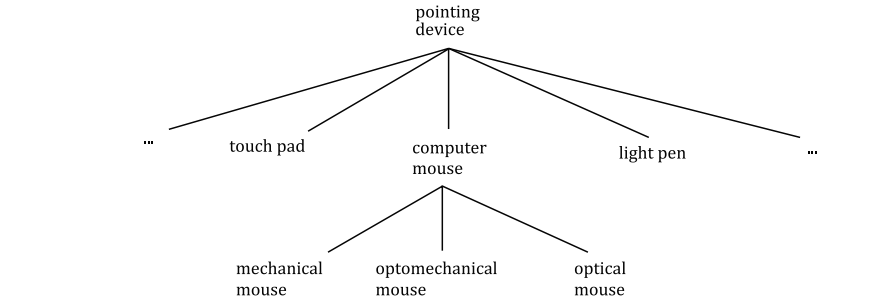 pointing
device
...
touch pad
computer
mouse
light pen
...
mechanical
mouse
optomechanical
mouse
optical
mouse